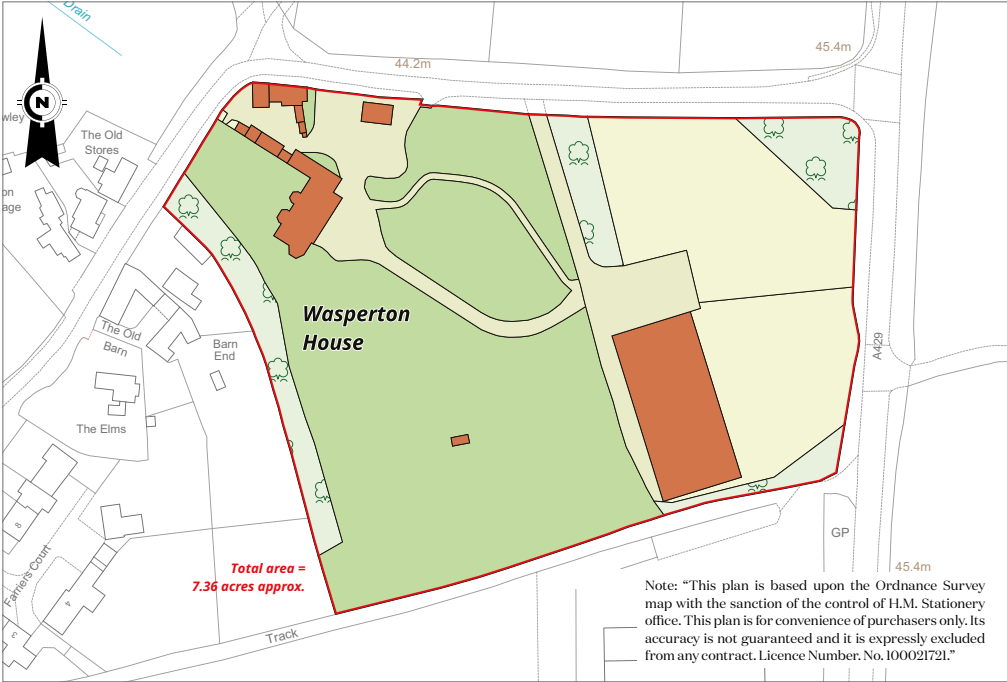 Drain
45.4m
44.2m
N
wley
The Old
Stores
on
age
Wasperton
House
The Old
Barn
Barn
End
A429
The Elms
8
GP
Total area =
7.36 acres approx.
45.4m
Farriers Court
4
3
Track
Note: “This plan is based upon the Ordnance Survey
map with the sanction of the control of H.M. Stationery
office. This plan is for convenience of purchasers only. Its
accuracy is not guaranteed and it is expressly excluded
from any contract. Licence Number. No. 100021721.”